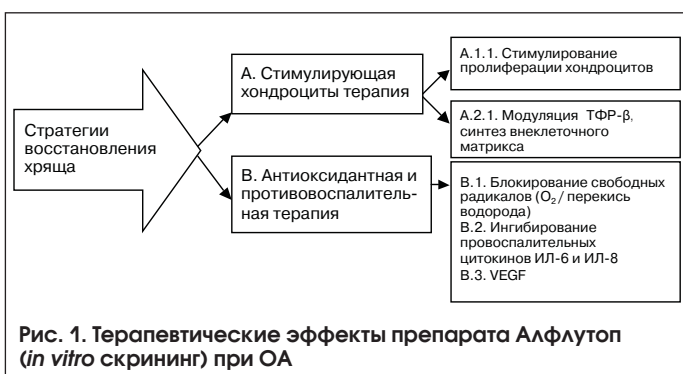 Стратегии
восстановления
хряща
А. Стимулирующая
хондроциты терапия
А.1.1. Стимулирование
пролиферации хондроцитов
А.2.1. Модуляция ТФР-β,
синтез внеклеточного
матрикса
В. Антиоксидантная и
противовоспалитель-
ная терапия
В.1. Блокирование свободных
радикалов (O₂/ перекись
водорода)
В.2. Ингибирование
провоспалительных
цитокинов ИЛ-6 и ИЛ-8
В.3. VEGF
Рис. 1. Терапевтические эффекты препарата Алфлутоп
(in vitro скрининг) при ОА